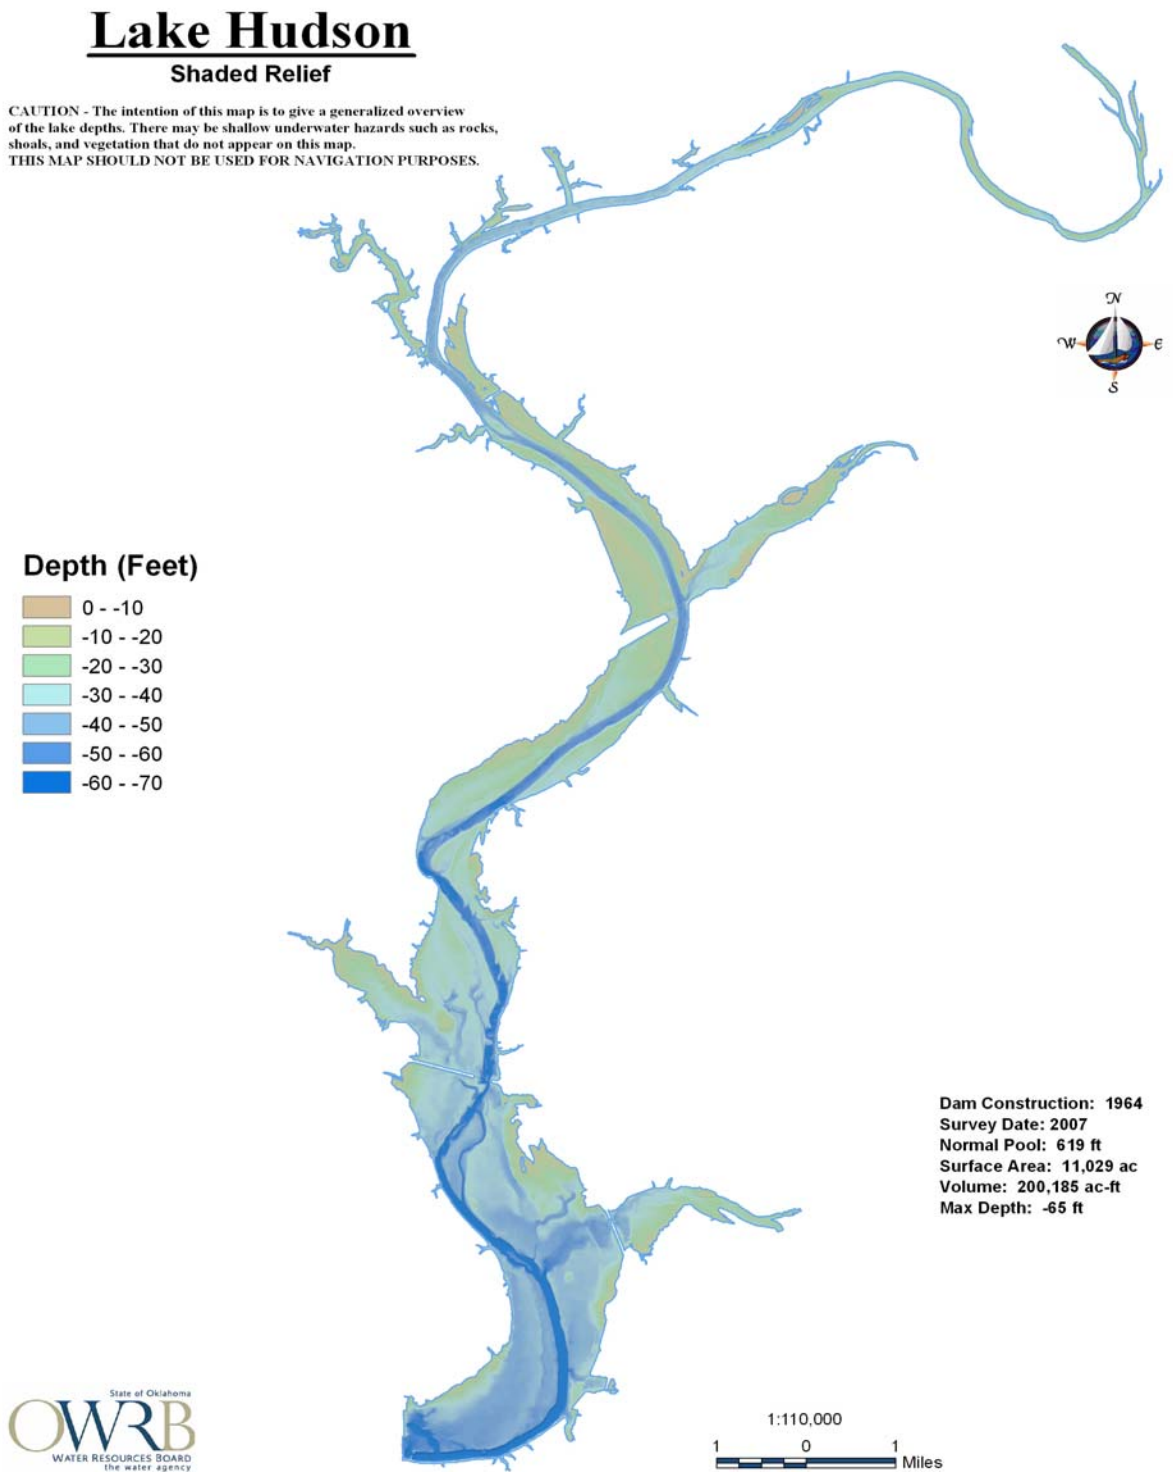 Lake Hudson
Shaded Relief
CAUTION - The intention of this map is to give a generalized overview
of the lake depths. There may be shallow underwater hazards such as rocks,
shoals, and vegetation that do not appear on this map.
THIS MAP SHOULD NOT BE USED FOR NAVIGATION PURPOSES.
N
W
E
S
Depth (Feet)
0 - -10
-10 - -20
-20 - -30
-30 - -40
-40 - -50
-50 - -60
-60 - -70
Dam Construction: 1964
Survey Date: 2007
Normal Pool: 619 ft
Surface Area: 11,029 ac
Volume: 200,185 ac-ft
Max Depth: -65 ft
State of Oklahoma
OWRB
WATER RESOURCES BOARD
the water agency
1:110,000
1 0 1
Miles